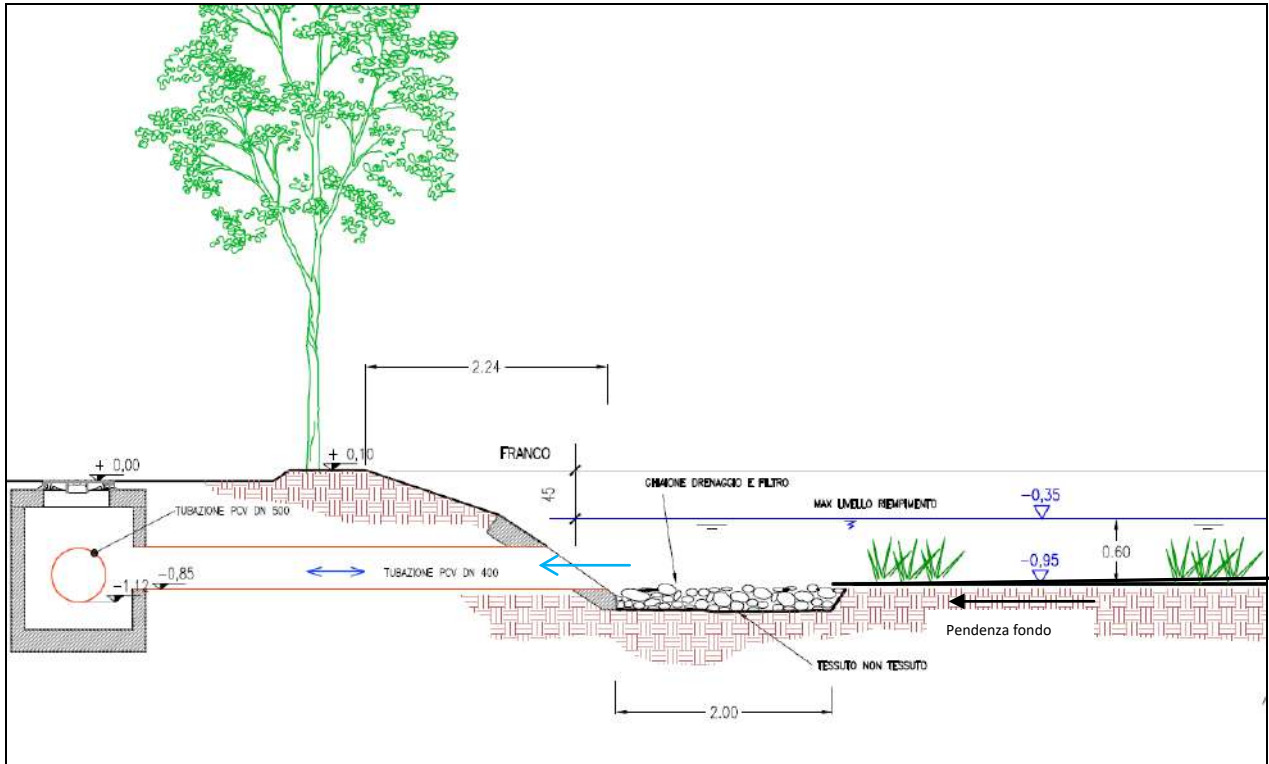 2.24
FRANCO
+ 0,10
+ 0,00
45
GHIAIONE DRENAGGIO E FILTRO
MAX LIVELLO RIEMPIMENTO
-0,35
TUBAZIONE PCV DN 500
0.60
-0,95
-0,85
TUBAZIONE PCV DN 400
-1,12
Pendenza fondo
TESSUTO NON TESSUTO
2.00